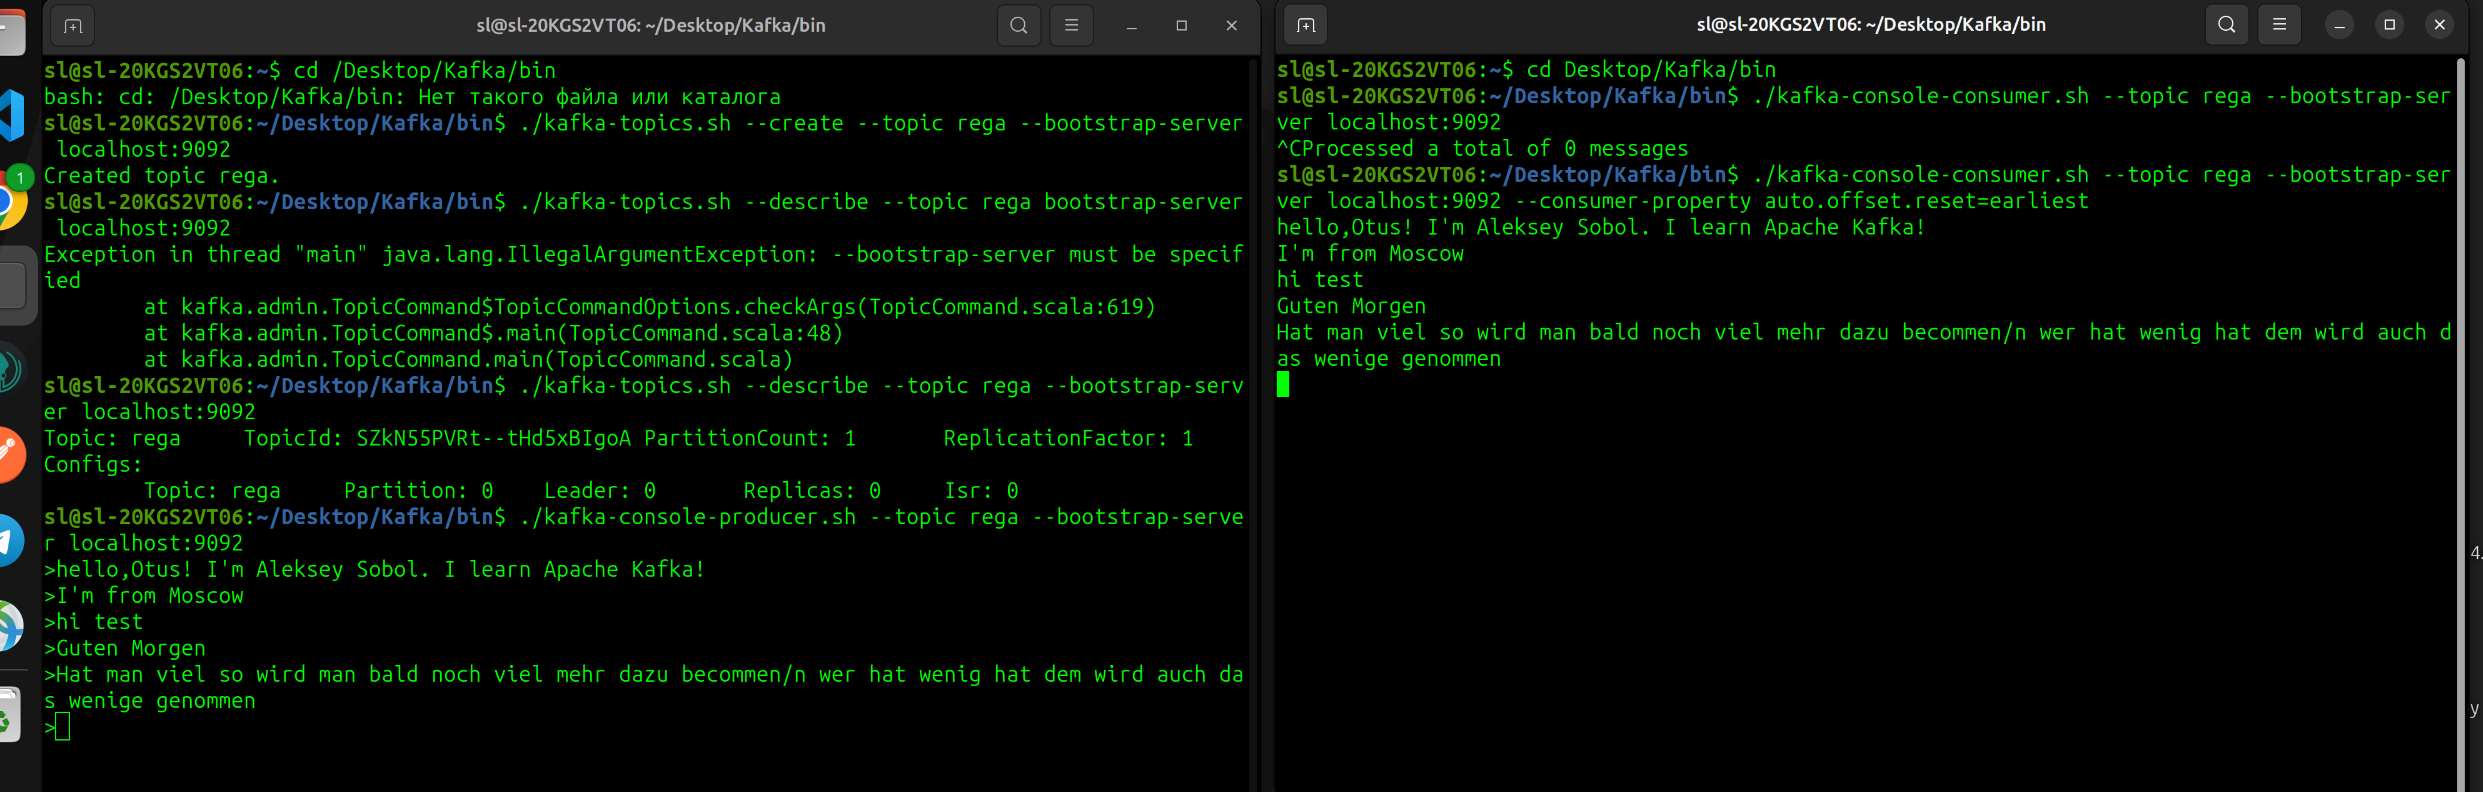 sl@sl-20KGS2VT06: ~/Desktop/Kafka/bin
sl@sl-20KGS2VT06:~$ cd /Desktop/Kafka/bin
bash: cd: /Desktop/Kafka/bin: Нет такого файла или каталога
sl@sl-20KGS2VT06:~/Desktop/Kafka/bin$ ./kafka-topics.sh --create --topic rega --bootstrap-server
 localhost:9092
Created topic rega.
sl@sl-20KGS2VT06:~/Desktop/Kafka/bin$ ./kafka-topics.sh --describe --topic rega bootstrap-server
 localhost:9092
Exception in thread "main" java.lang.IllegalArgumentException: --bootstrap-server must be specif
ied
        at kafka.admin.TopicCommand$TopicCommandOptions.checkArgs(TopicCommand.scala:619)
        at kafka.admin.TopicCommand$.main(TopicCommand.scala:48)
        at kafka.admin.TopicCommand.main(TopicCommand.scala)
sl@sl-20KGS2VT06:~/Desktop/Kafka/bin$ ./kafka-topics.sh --describe --topic rega --bootstrap-serv
er localhost:9092
Topic: rega     TopicId: SZkN55PVRt--tHd5xBIgoA PartitionCount: 1       ReplicationFactor: 1
Configs:
        Topic: rega     Partition: 0    Leader: 0       Replicas: 0     Isr: 0
sl@sl-20KGS2VT06:~/Desktop/Kafka/bin$ ./kafka-console-producer.sh --topic rega --bootstrap-serve
r localhost:9092
>hello,Otus! I'm Aleksey Sobol. I learn Apache Kafka!
>I'm from Moscow
>hi test
>Guten Morgen
>Hat man viel so wird man bald noch viel mehr dazu becommen/n wer hat wenig hat dem wird auch da
s wenige genommen
>
sl@sl-20KGS2VT06: ~/Desktop/Kafka/bin
sl@sl-20KGS2VT06:~$ cd Desktop/Kafka/bin
sl@sl-20KGS2VT06:~/Desktop/Kafka/bin$ ./kafka-console-consumer.sh --topic rega --bootstrap-ser
ver localhost:9092
^CProcessed a total of 0 messages
sl@sl-20KGS2VT06:~/Desktop/Kafka/bin$ ./kafka-console-consumer.sh --topic rega --bootstrap-ser
ver localhost:9092 --consumer-property auto.offset.reset=earliest
hello,Otus! I'm Aleksey Sobol. I learn Apache Kafka!
I'm from Moscow
hi test
Guten Morgen
Hat man viel so wird man bald noch viel mehr dazu becommen/n wer hat wenig hat dem wird auch d
as wenige genommen
1
4.
y